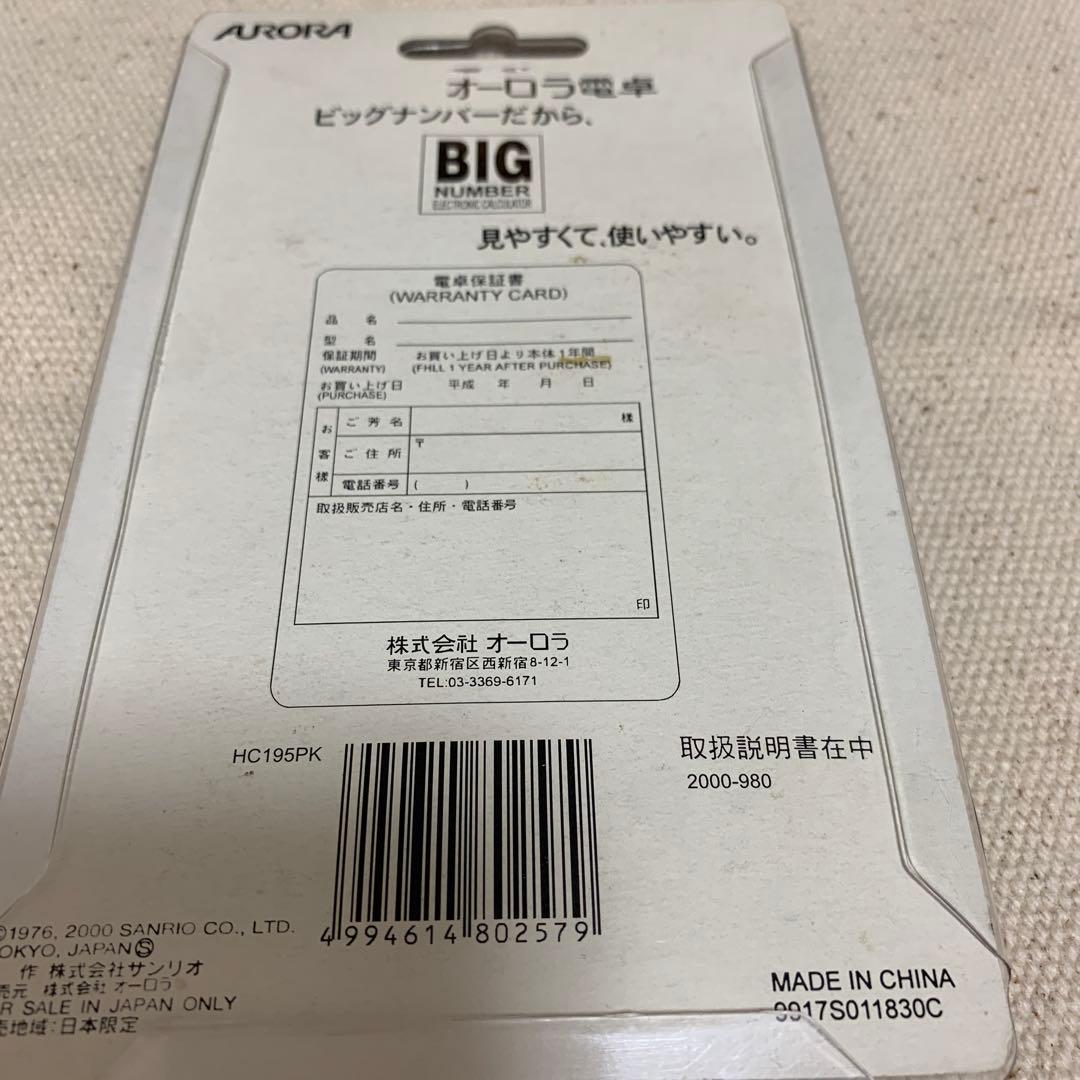 AURORA
オーロラ電卓
ビッグナンバーだから、
BIG
NUMBER
ELECTRONIC CALCULATOR
見やすくて、使いやすい。
電卓保証書
(WARRANTY CARD)
品 名
型 名
保証期間 お買い上げ日より本体1年間
(WARRANTY) (FHLL 1 YEAR AFTER PURCHASE)
お買い上げ日 平成 年 月 日
(PURCHASE)
お客様
ご芳名 様
ご住所 〒
電話番号 ( )
取扱販売店名・住所・電話番号
印
株式会社 オーロラ
東京都新宿区西新宿8-12-1
TEL:03-3369-6171
HC195PK
取扱説明書在中
2000-980
4994614802579
©1976, 2000 SANRIO CO., LTD.
OKYO, JAPAN Ⓢ
作 株式会社サンリオ
売元 株式会社 オーロラ
R SALE IN JAPAN ONLY
売地域:日本限定
MADE IN CHINA
9917S011830C